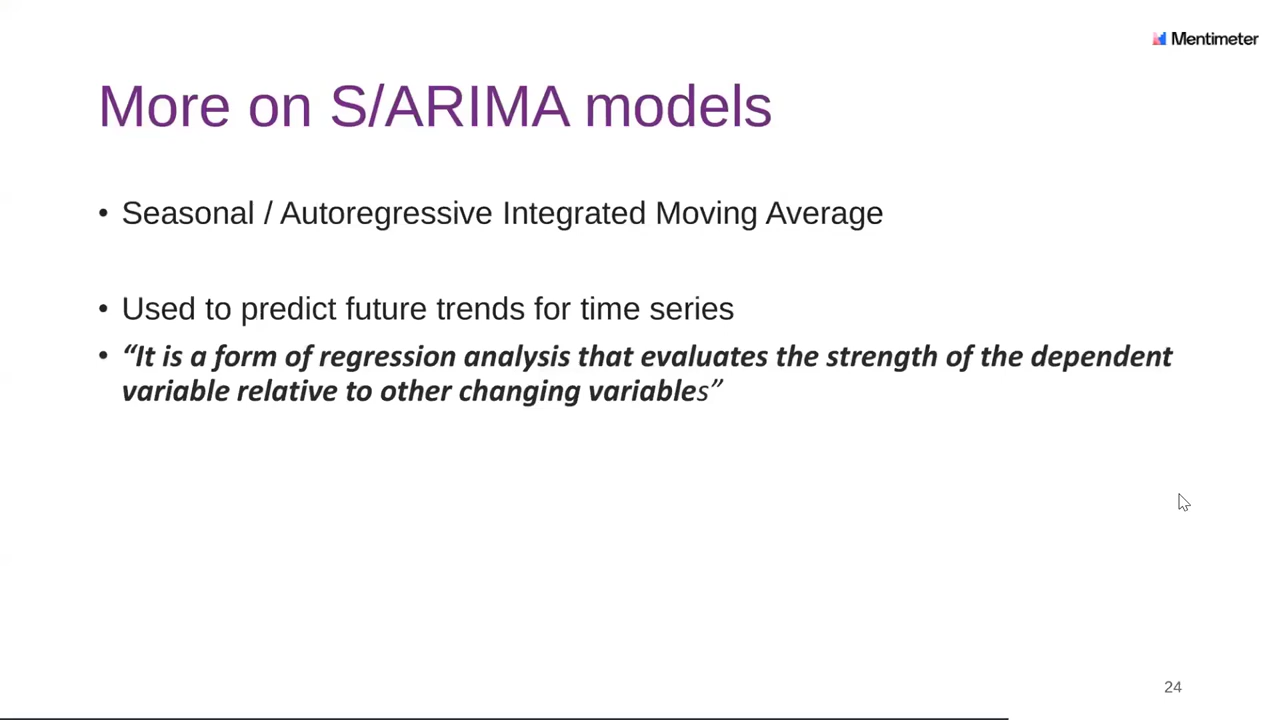 Mentimeter
More on S/ARIMA models
• Seasonal / Autoregressive Integrated Moving Average
• Used to predict future trends for time series
• “It is a form of regression analysis that evaluates the strength of the dependent
variable relative to other changing variables”
24